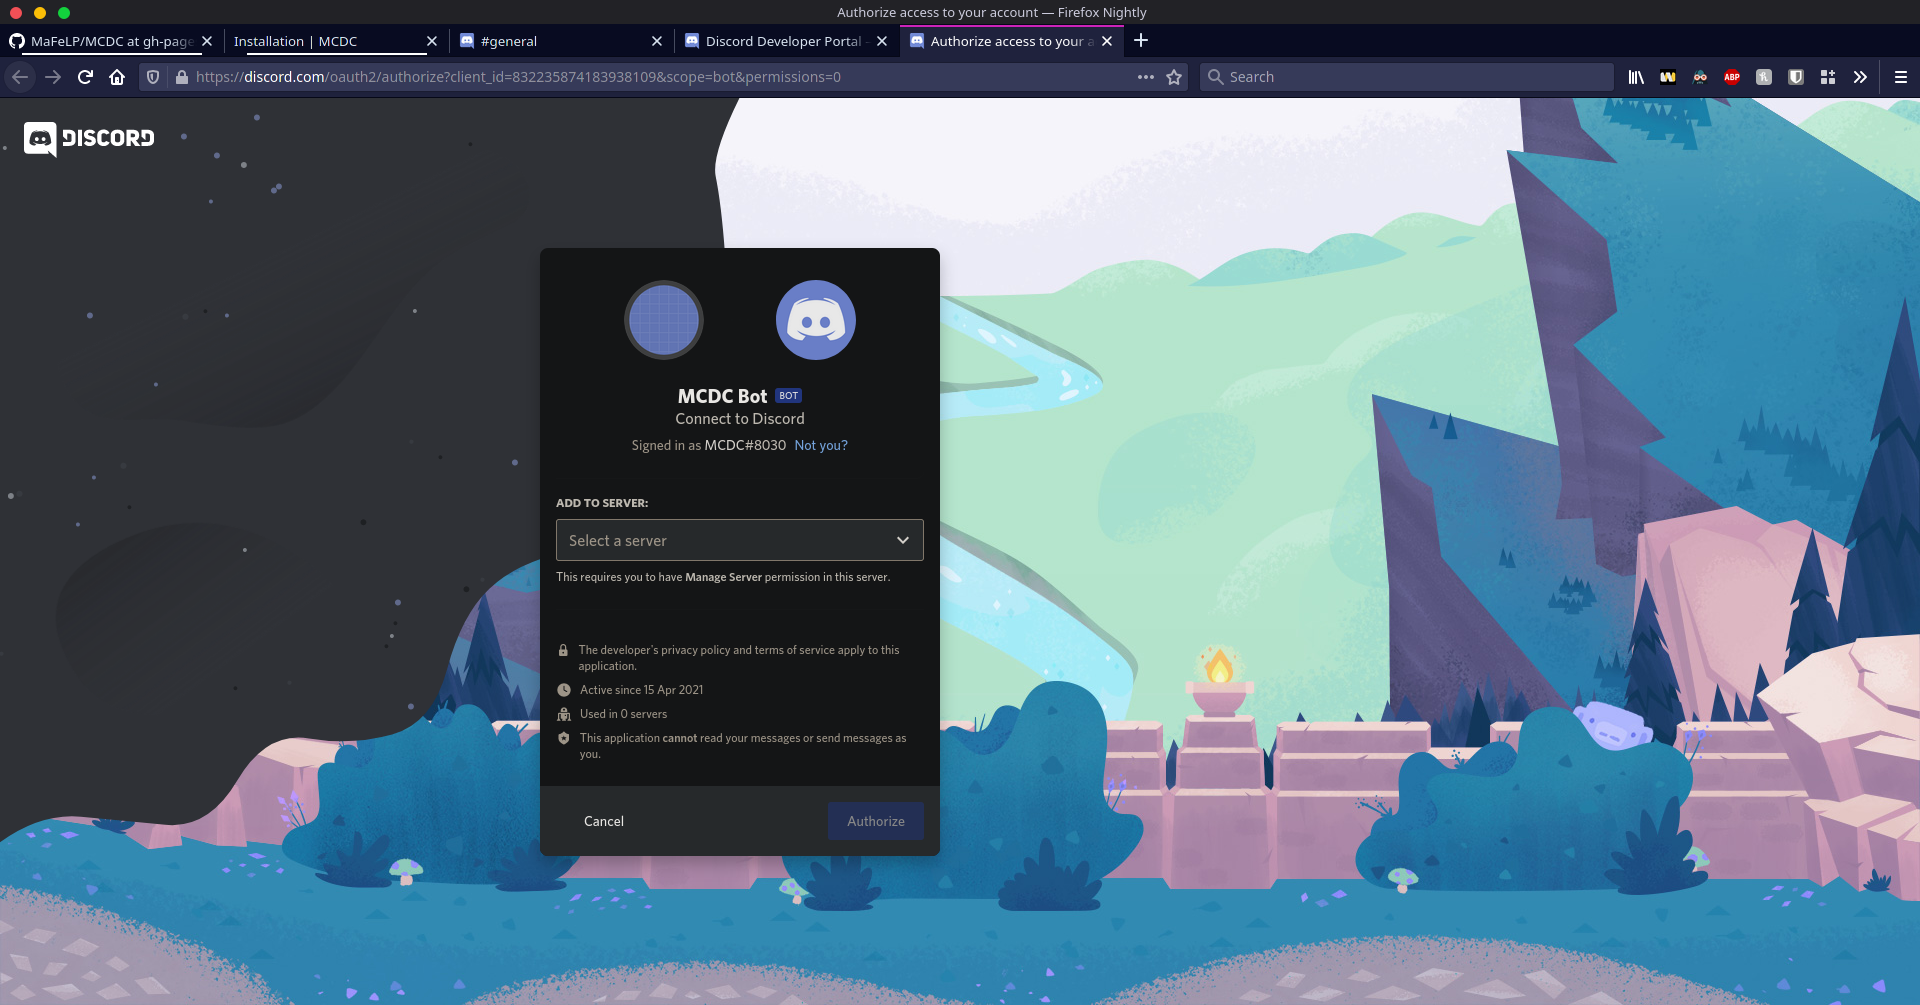 Authorize access to your account — Firefox Nightly
MaFeLP/MCDC at gh-page
Installation | MCDC
#general
Discord Developer Portal
Authorize access to your a
https://discord.com/oauth2/authorize?client_id=832235874183938109&scope=bot&permissions=0
Search
ABP
DISCORD
MCDC Bot BOT
Connect to Discord
Signed in as MCDC#8030 Not you?
ADD TO SERVER:
Select a server
This requires you to have Manage Server permission in this server.
The developer's privacy policy and terms of service apply to this
application.
Active since 15 Apr 2021
Used in 0 servers
This application cannot read your messages or send messages as
you.
Cancel
Authorize